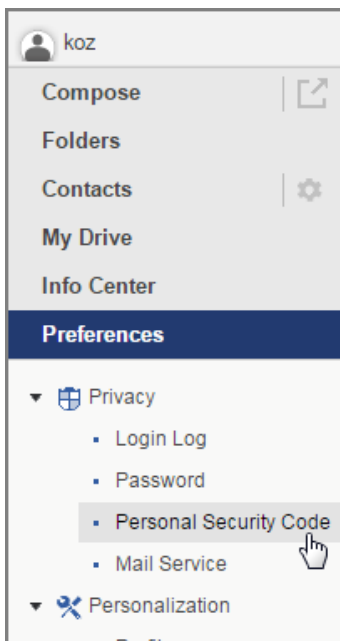 koz
Compose
Folders
Contacts
My Drive
Info Center
Preferences
Privacy
Login Log
Password
Personal Security Code
Mail Service
Personalization